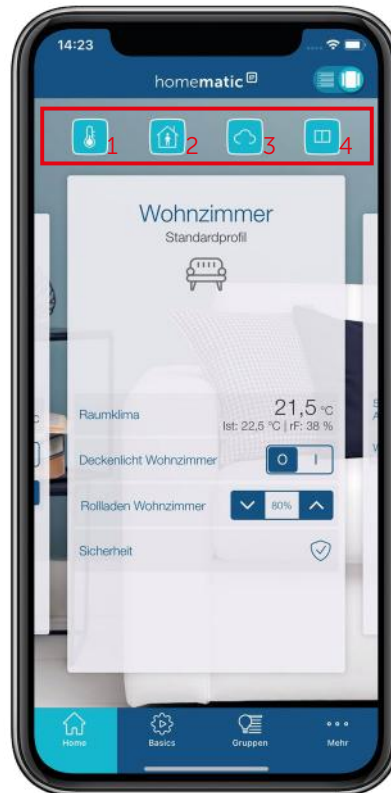 14:23
homematic IP
1 2 3 4
Wohnzimmer
Standardprofil
Raumklima 21,5 °C
Ist: 22,5 °C | rF: 38 %
Deckenlicht Wohnzimmer O I
Rollladen Wohnzimmer 80%
Sicherheit
Home Basics Gruppen Mehr